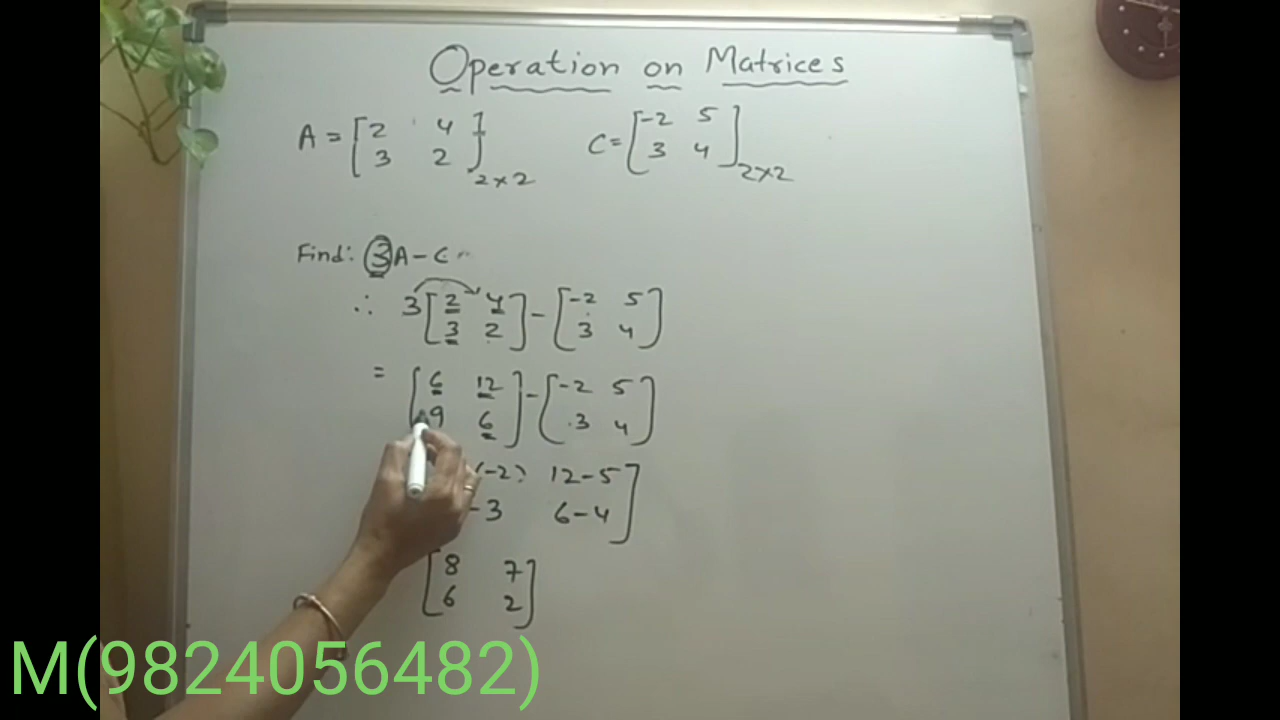 Operation on Matrices
A = [ 2 4 ] C = [ -2 5 ]
3 2 2×2 3 4 2×2
Find: 3A - C
∴ 3 [ 2 4 ] - [ -2 5 ]
3 2 3 4
= [ 6 12 ] - [ -2 5 ]
9 6 3 4
(-2) 12-5 ]
-3 6-4
[ 8 7 ]
6 2
M(9824056482)